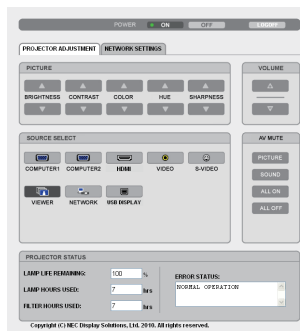 POWER ON OFF LOGOFF
PROJECTOR ADJUSTMENT NETWORK SETTINGS
PICTURE VOLUME
BRIGHTNESS CONTRAST COLOR HUE SHARPNESS
SOURCE SELECT AV MUTE
COMPUTER1 COMPUTER2 HDMI VIDEO S-VIDEO PICTURE
SOUND
VIEWER NETWORK USB DISPLAY ALL ON
ALL OFF
PROJECTOR STATUS
LAMP LIFE REMAINING: 100 % ERROR STATUS:
LAMP HOURS USED: 7 hrs NORMAL OPERATION
FILTER HOURS USED: 7 hrs
Copyright (C) NEC Display Solutions, Ltd. 2010. All rights reserved.